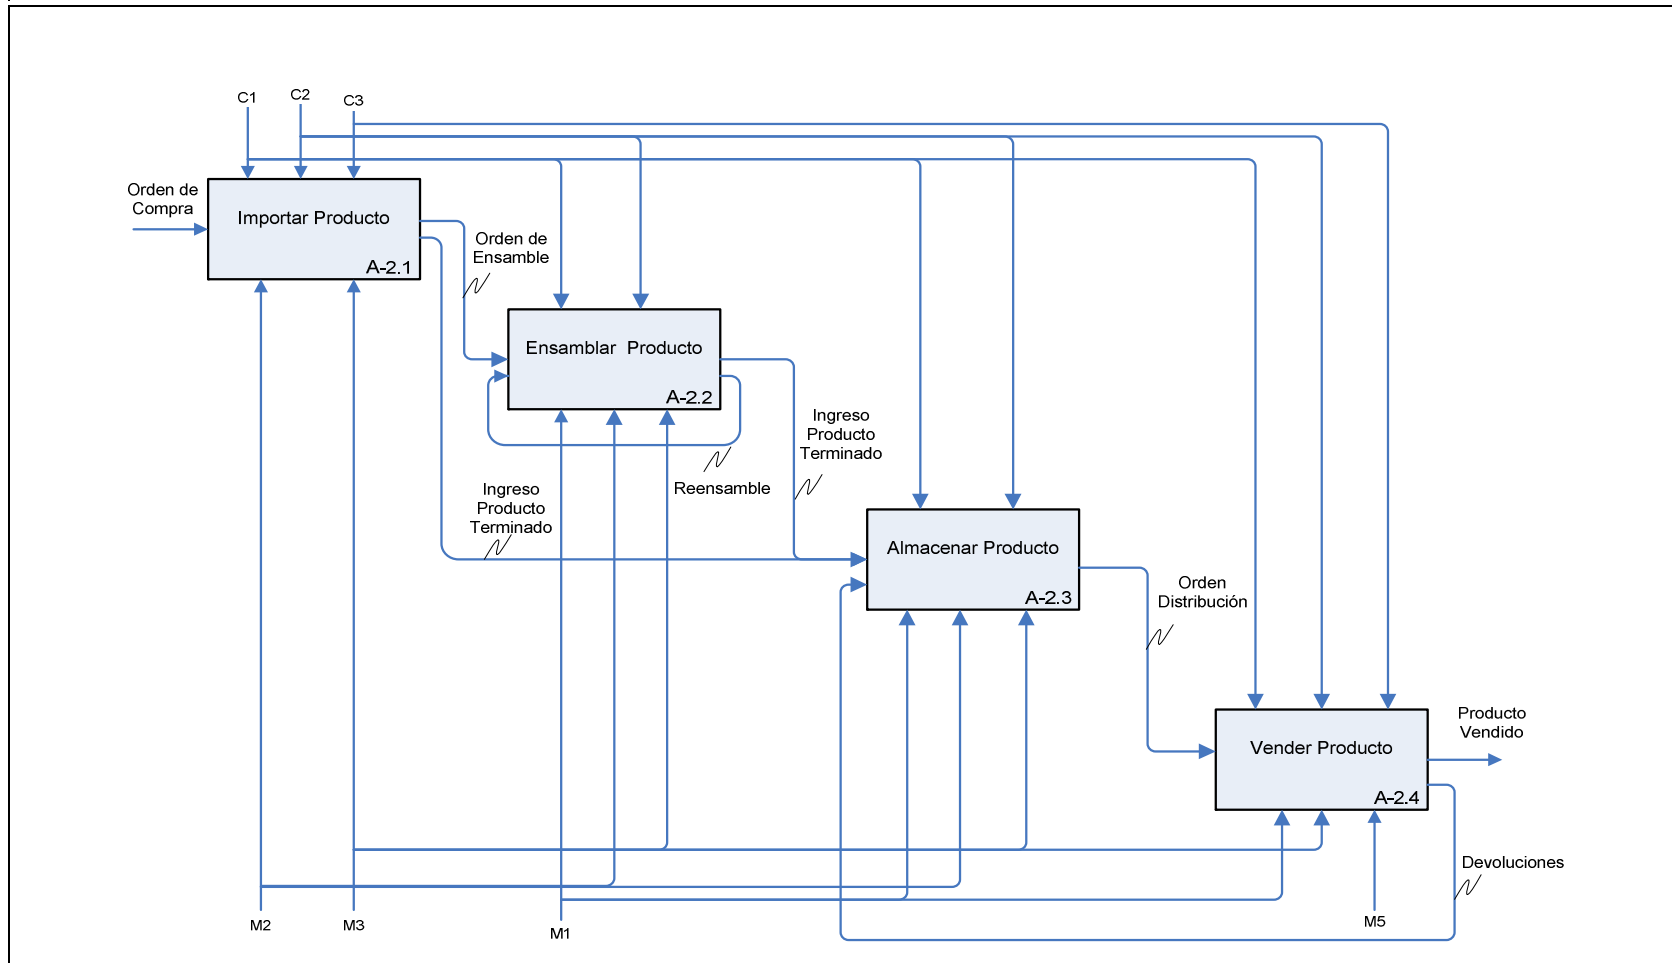 C1
C2
C3
Orden de
Compra
Importar Producto
A-2.1
Orden de
Ensamble
Ensamblar Producto
A-2.2
Ingreso
Producto
Terminado
Reensamble
Ingreso
Producto
Terminado
Almacenar Producto
A-2.3
Orden
Distribución
Producto
Vendido
Vender Producto
A-2.4
Devoluciones
M2
M3
M1
M5